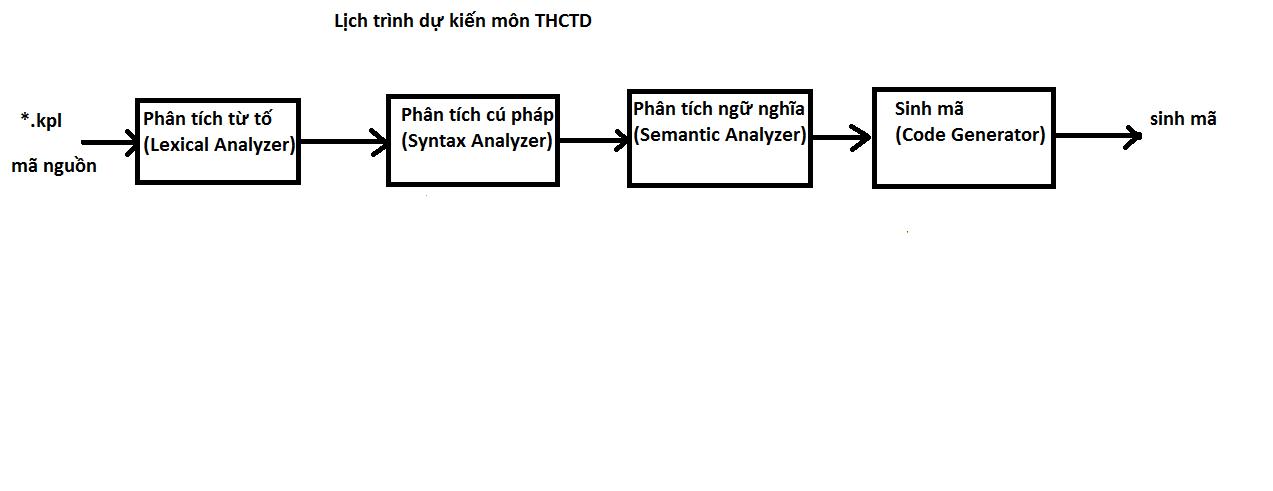 Lịch trình dự kiến môn THCTD
*.kpl
mã nguồn
Phân tích từ tố
(Lexical Analyzer)
Phân tích cú pháp
(Syntax Analyzer)
Phân tích ngữ nghĩa
(Semantic Analyzer)
Sinh mã
(Code Generator)
sinh mã